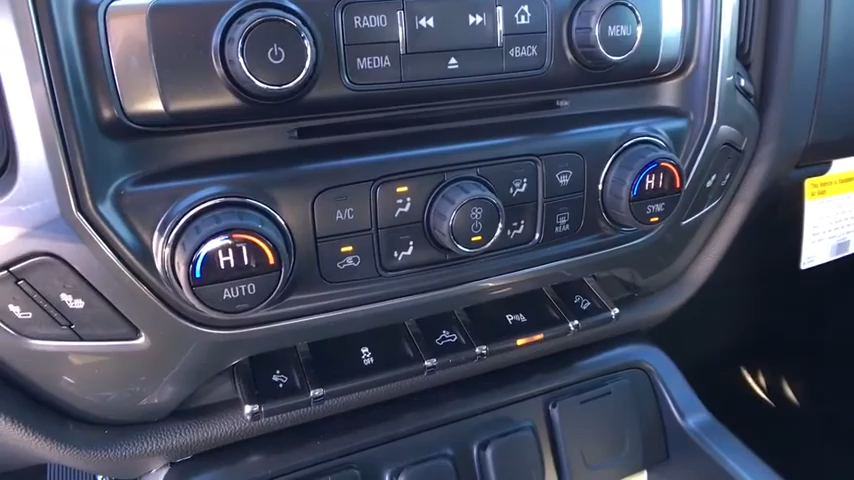 RADIO
MEDIA
BACK
MENU
A/C
HI
AUTO
REAR
HI
SYNC
OFF
P